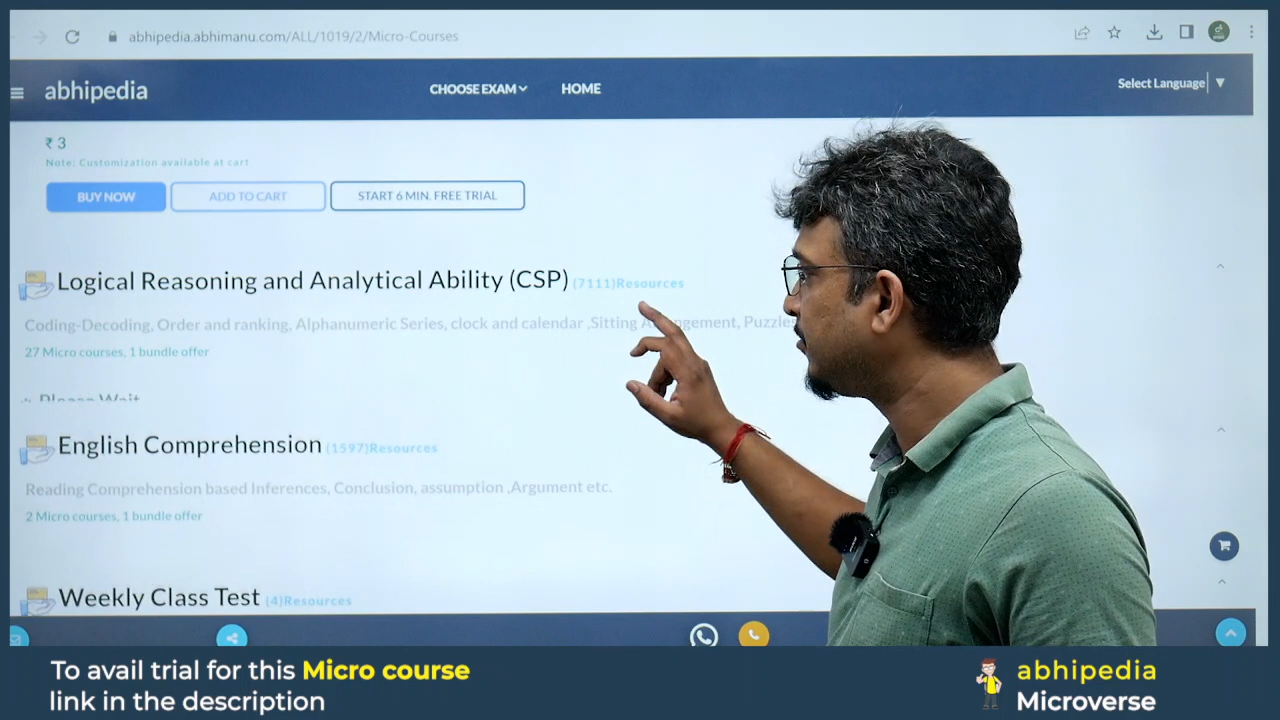 abhipedia.abhimanu.com/ALL/1019/2/Micro-Courses
abhipedia
CHOOSE EXAM
HOME
Select Language
₹ 3
Note: Customization available at cart
BUY NOW
ADD TO CART
START 6 MIN. FREE TRIAL
Logical Reasoning and Analytical Ability (CSP) (7111)Resources
Coding-Decoding, Order and ranking, Alphanumeric Series, clock and calendar ,Sitting Arrangement, Puzzles
27 Micro courses, 1 bundle offer
Please Wait
English Comprehension (1597)Resources
Reading Comprehension based Inferences, Conclusion, assumption ,Argument etc.
2 Micro courses, 1 bundle offer
Weekly Class Test (4)Resources
To avail trial for this Micro course
link in the description
abhipedia
Microverse